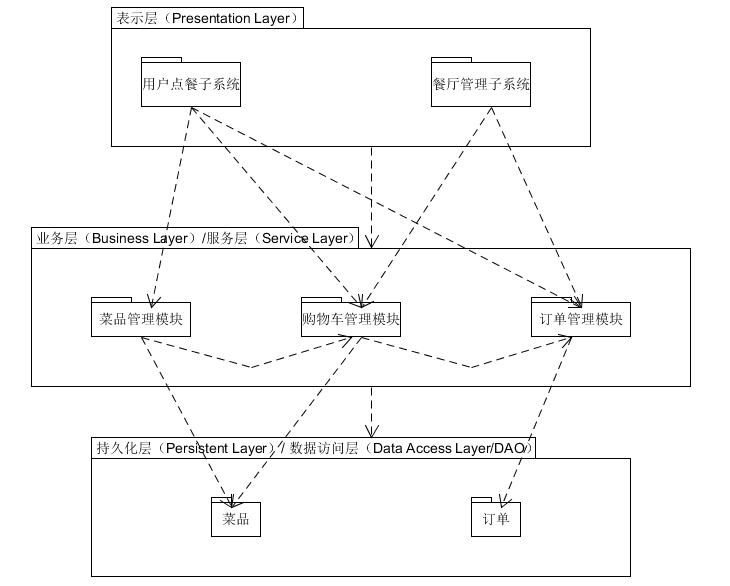 表示层（Presentation Layer）
用户点餐子系统
餐厅管理子系统
业务层（Business Layer）/服务层（Service Layer）
菜品管理模块
购物车管理模块
订单管理模块
持久化层（Persistent Layer）/ 数据访问层（Data Access Layer/DAO/）
菜品
订单